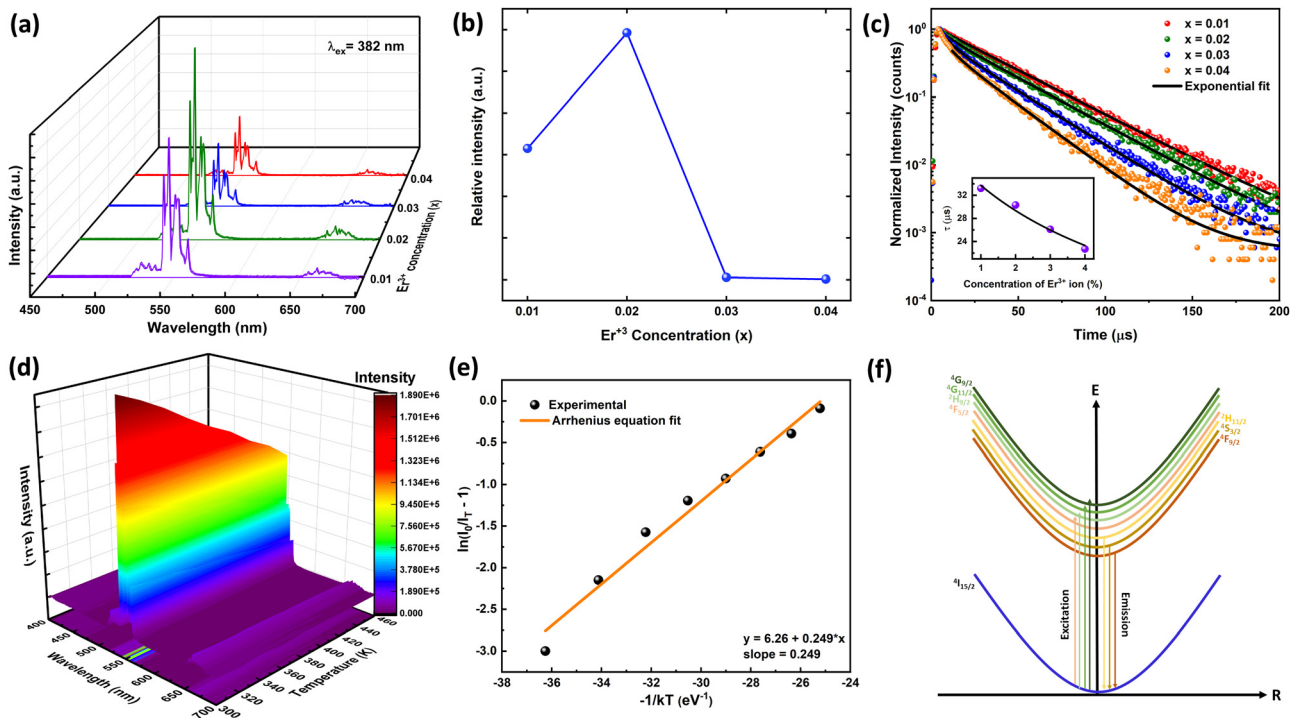 (a)
λex= 382 nm
Intensity (a.u.)
0.04
0.03
0.02
0.01
Er³⁺ concentration (x)
450 500 550 600 650 700
Wavelength (nm)
(b)
Relative intensity (a.u.)
0.01 0.02 0.03 0.04
Er⁺³ Concentration (x)
(c)
x = 0.01
x = 0.02
x = 0.03
x = 0.04
Exponential fit
Normalized Intensity (counts)
10⁰
10⁻¹
10⁻²
10⁻³
10⁻⁴
τ (μs)
32
28
24
1 2 3 4
Concentration of Er³⁺ ion (%)
0 50 100 150 200
Time (μs)
(d)
Intensity
1.890E+6
1.701E+6
1.512E+6
1.323E+6
1.134E+6
9.450E+5
7.560E+5
5.670E+5
3.780E+5
1.890E+5
0.000
Intensity (a.u.)
400 450 500 550 600 650 700
Wavelength (nm)
300 320 340 360 380 400 420 440 460
Temperature (K)
(e)
Experimental
Arrhenius equation fit
ln(I₀/I_T - 1)
0.0
-0.5
-1.0
-1.5
-2.0
-2.5
-3.0
y = 6.26 + 0.249*x
slope = 0.249
-38 -36 -34 -32 -30 -28 -26 -24
-1/kT (eV⁻¹)
(f)
E
⁴G₉/₂
⁴G₁₁/₂
²H₉/₂
⁴F₅/₂
²H₁₁/₂
⁴S₃/₂
⁴F₉/₂
⁴I₁₅/₂
Excitation
Emission
R